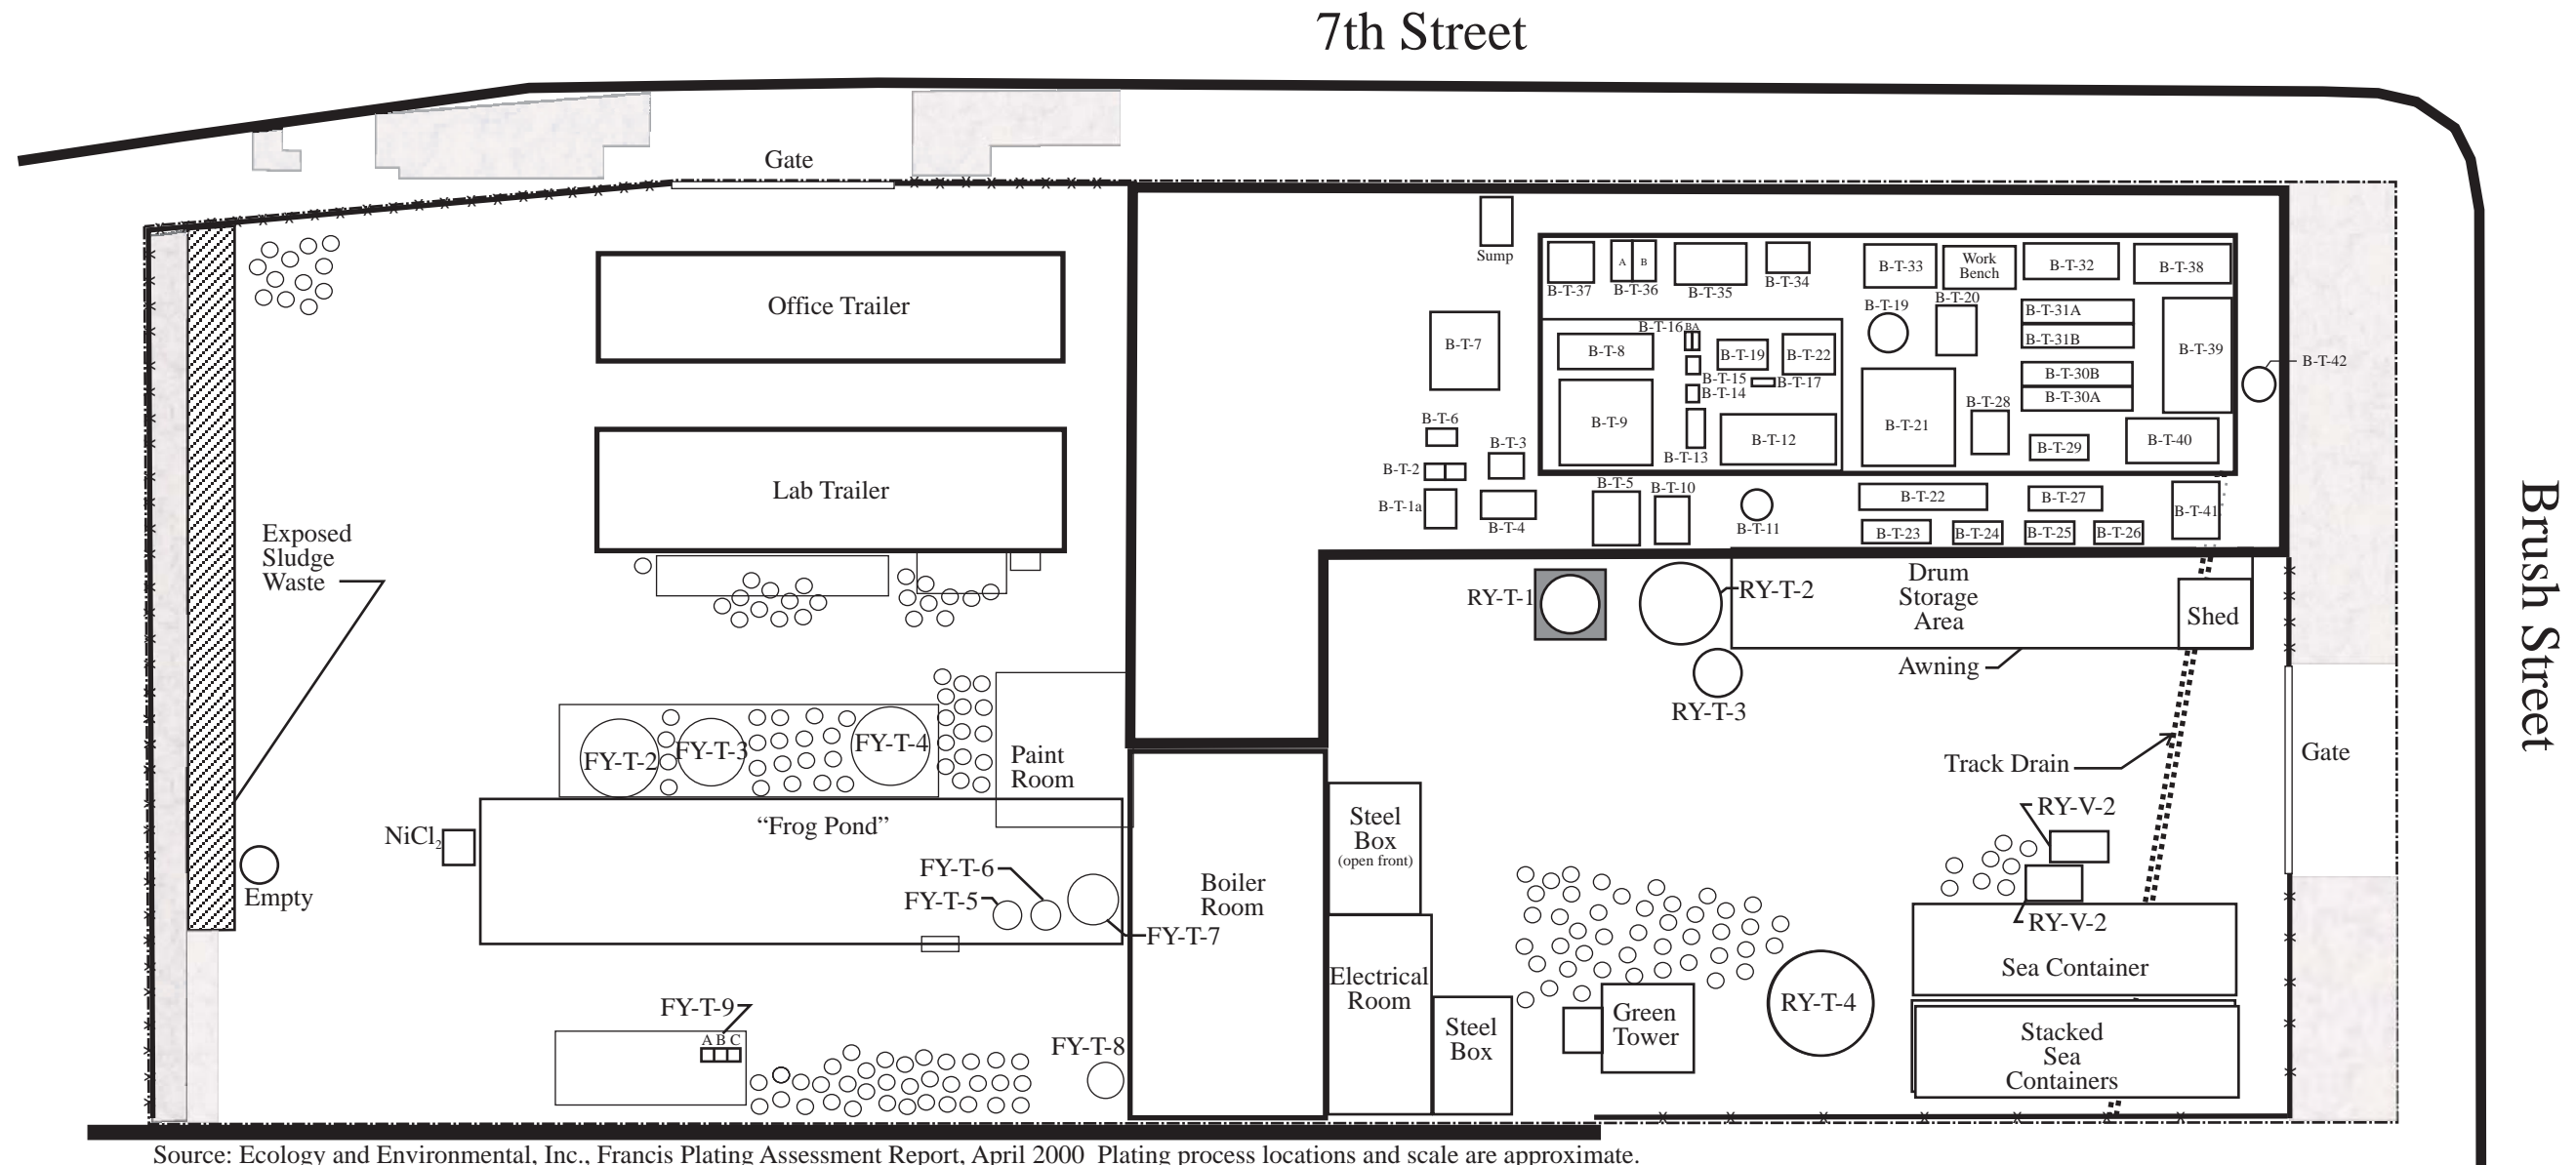 7th Street
Gate
Office Trailer
Lab Trailer
Exposed
Sludge
Waste
FY-T-2
FY-T-3
FY-T-4
Paint
Room
NiCl2
"Frog Pond"
FY-T-6
FY-T-5
FY-T-7
Empty
FY-T-9
A B C
FY-T-8
Boiler
Room
Sump
B-T-37
A
B
B-T-36
B-T-35
B-T-34
B-T-33
Work
Bench
B-T-32
B-T-38
B-T-7
B-T-16
BA
B-T-8
B-T-19
B-T-22
B-T-15
B-T-17
B-T-14
B-T-9
B-T-13
B-T-12
B-T-19
B-T-20
B-T-31A
B-T-31B
B-T-39
B-T-42
B-T-30B
B-T-30A
B-T-21
B-T-28
B-T-29
B-T-40
B-T-6
B-T-3
B-T-2
B-T-1a
B-T-4
B-T-5
B-T-10
B-T-11
B-T-22
B-T-27
B-T-41
B-T-23
B-T-24
B-T-25
B-T-26
RY-T-1
RY-T-2
RY-T-3
Drum
Storage
Area
Shed
Awning
Track Drain
Gate
Brush Street
RY-V-2
RY-V-2
Steel
Box
(open front)
Electrical
Room
Steel
Box
Green
Tower
RY-T-4
Sea Container
Stacked
Sea
Containers
Source: Ecology and Environmental, Inc., Francis Plating Assessment Report, April 2000 Plating process locations and scale are approximate.